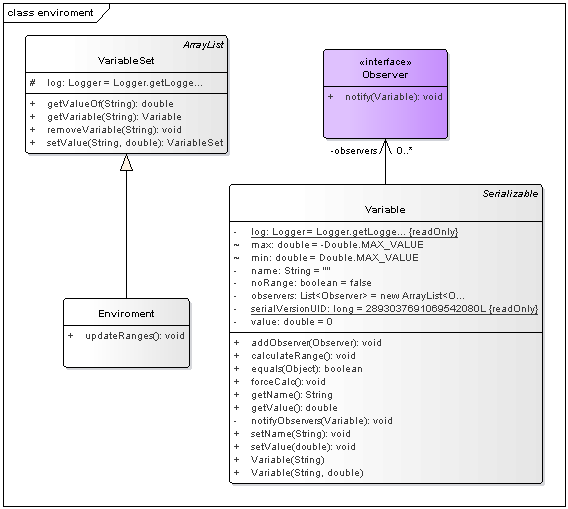 class enviroment
ArrayList
VariableSet
# log: Logger = Logger.getLogge...
+ getValueOf(String): double
+ getVariable(String): Variable
+ removeVariable(String): void
+ setValue(String, double): VariableSet
«interface»
Observer
+ notify(Variable): void
-observers 0..*
Serializable
Variable
- log: Logger = Logger.getLogge... {readOnly}
~ max: double = -Double.MAX_VALUE
~ min: double = Double.MAX_VALUE
- name: String = ""
- noRange: boolean = false
- observers: List<Observer> = new ArrayList<O...
- serialVersionUID: long = 2893037691069542080L {readOnly}
- value: double = 0
+ addObserver(Observer): void
+ calculateRange(): void
+ equals(Object): boolean
+ forceCalc(): void
+ getName(): String
+ getValue(): double
- notifyObservers(Variable): void
+ setName(String): void
+ setValue(double): void
+ Variable(String)
+ Variable(String, double)
Enviroment
+ updateRanges(): void